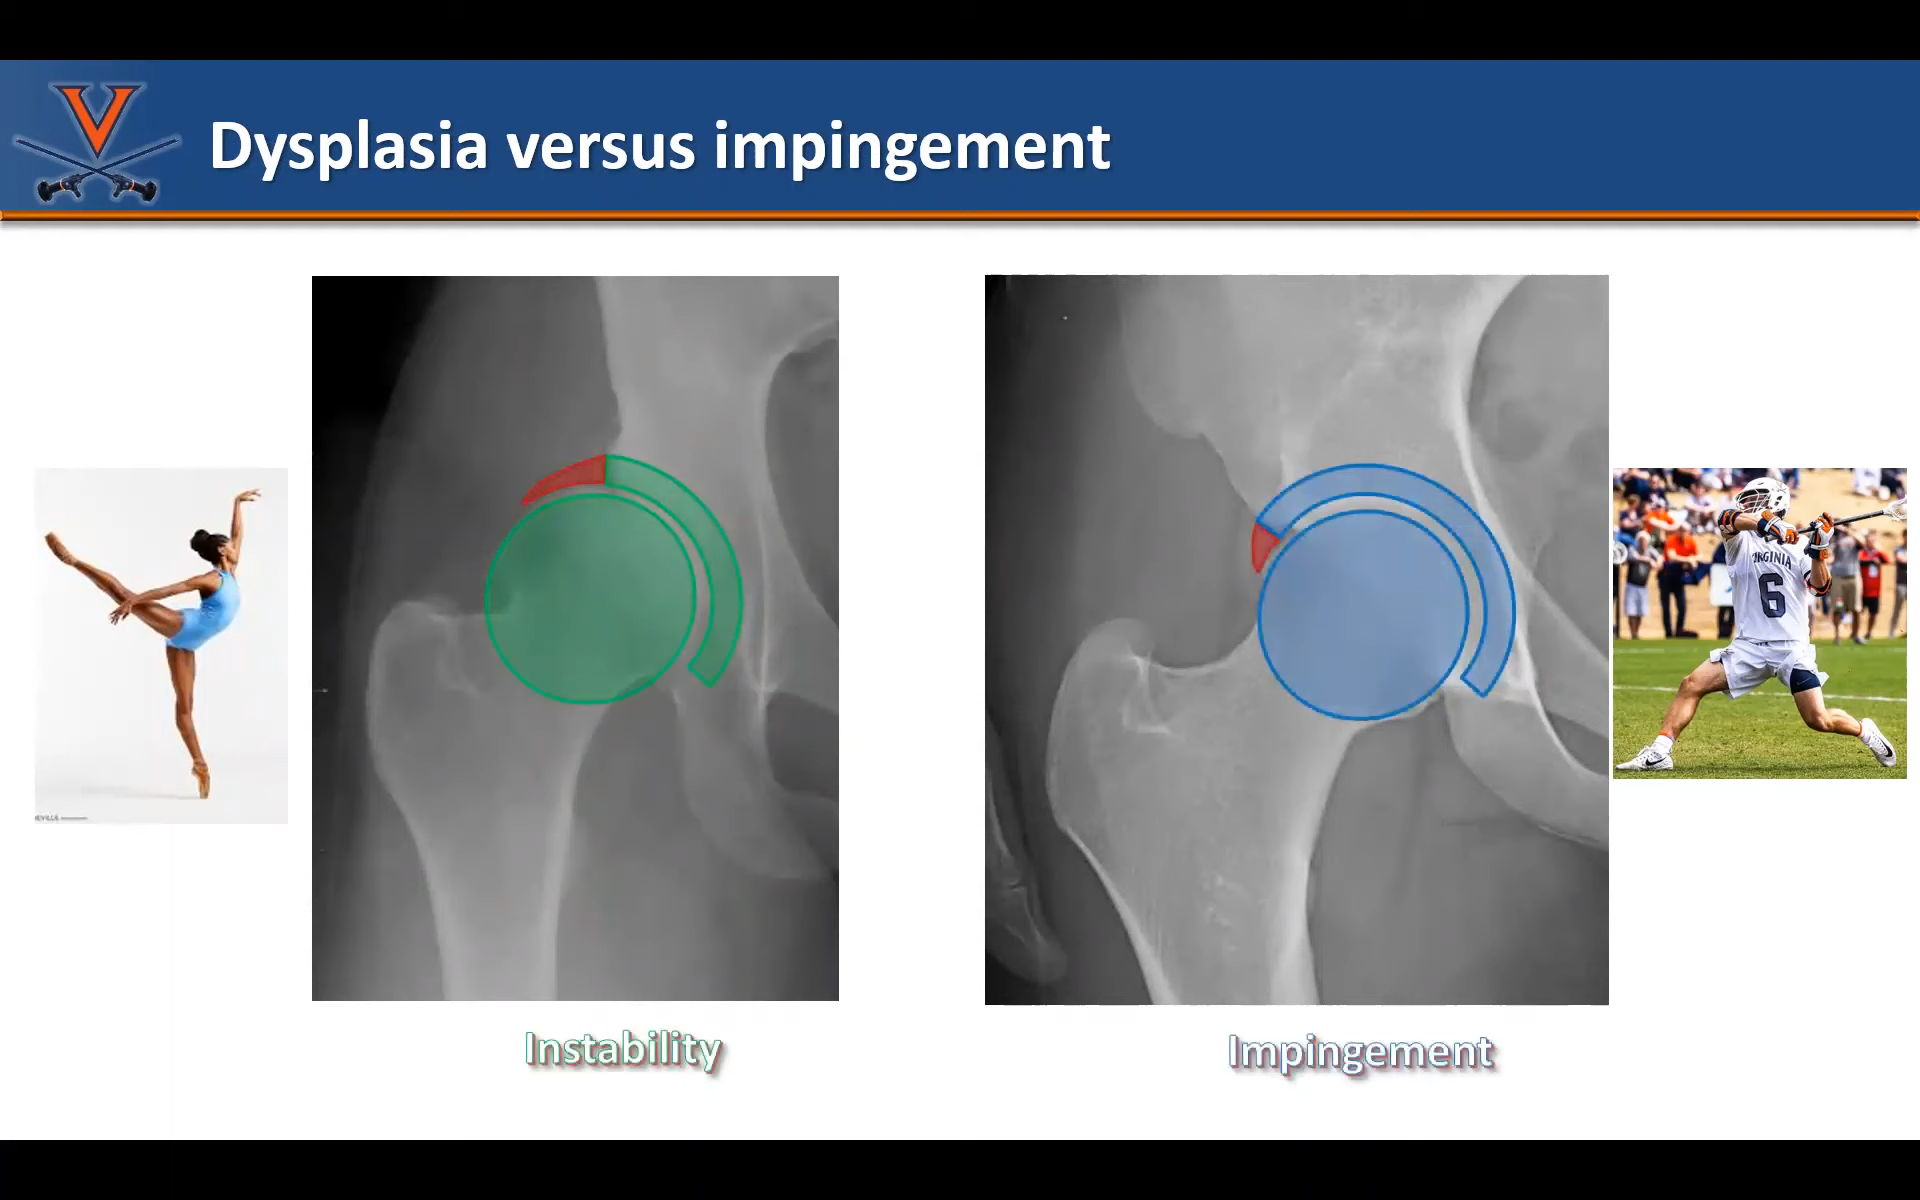 Dysplasia versus impingement
VIRGINIA
6
Instability
Impingement